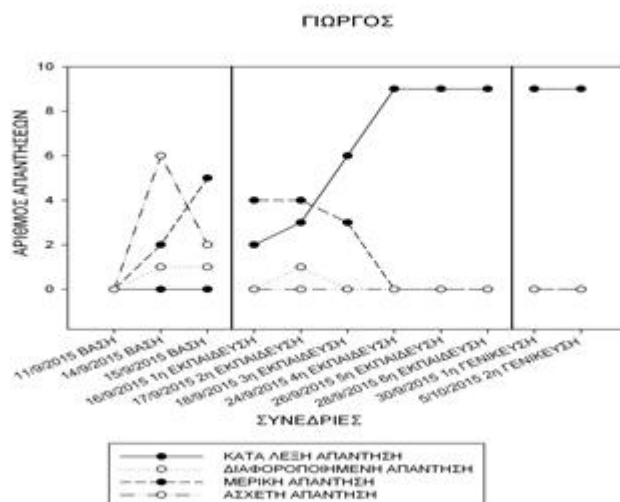 ΓΙΩΡΓΟΣ
ΑΡΙΘΜΟΣ ΑΠΑΝΤΗΣΕΩΝ
10
8
6
4
2
0
11/9/2015 ΒΑΣΗ
14/9/2015 ΒΑΣΗ
15/9/2015 ΒΑΣΗ
16/9/2015 1η ΕΚΠΑΙΔΕΥΣΗ
17/9/2015 2η ΕΚΠΑΙΔΕΥΣΗ
18/9/2015 3η ΕΚΠΑΙΔΕΥΣΗ
24/9/2015 4η ΕΚΠΑΙΔΕΥΣΗ
26/9/2015 5η ΕΚΠΑΙΔΕΥΣΗ
28/9/2015 6η ΕΚΠΑΙΔΕΥΣΗ
30/9/2015 1η ΓΕΝΙΚΕΥΣΗ
5/10/2015 2η ΓΕΝΙΚΕΥΣΗ
ΣΥΝΕΔΡΙΕΣ
ΚΑΤΑ ΛΕΞΗ ΑΠΑΝΤΗΣΗ
ΔΙΑΦΟΡΟΠΟΙΗΜΕΝΗ ΑΠΑΝΤΗΣΗ
ΜΕΡΙΚΗ ΑΠΑΝΤΗΣΗ
ΑΣΧΕΤΗ ΑΠΑΝΤΗΣΗ